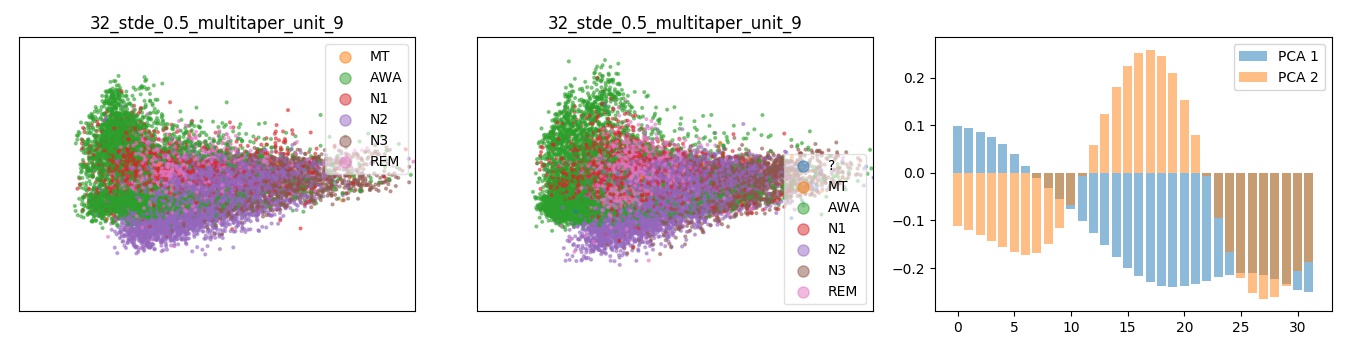 32_stde_0.5_multitaper_unit_9
MT
AWA
N1
N2
N3
REM
32_stde_0.5_multitaper_unit_9
?
MT
AWA
N1
N2
N3
REM
PCA 1
PCA 2
0.2
0.1
0.0
−0.1
−0.2
0 5 10 15 20 25 30